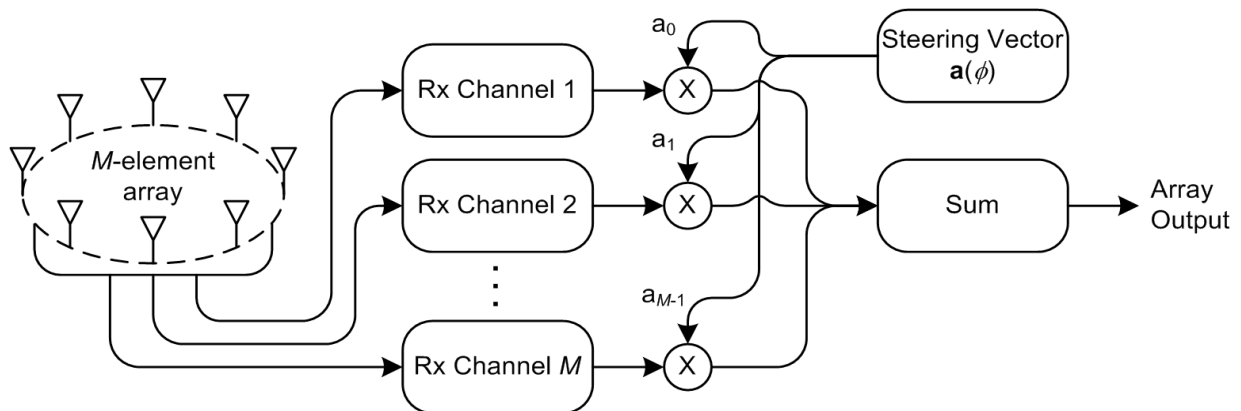 a0
Steering Vector
a(ϕ)
Rx Channel 1
X
M-element
array
a1
Rx Channel 2
X
Sum
Array
Output
aM-1
Rx Channel M
X